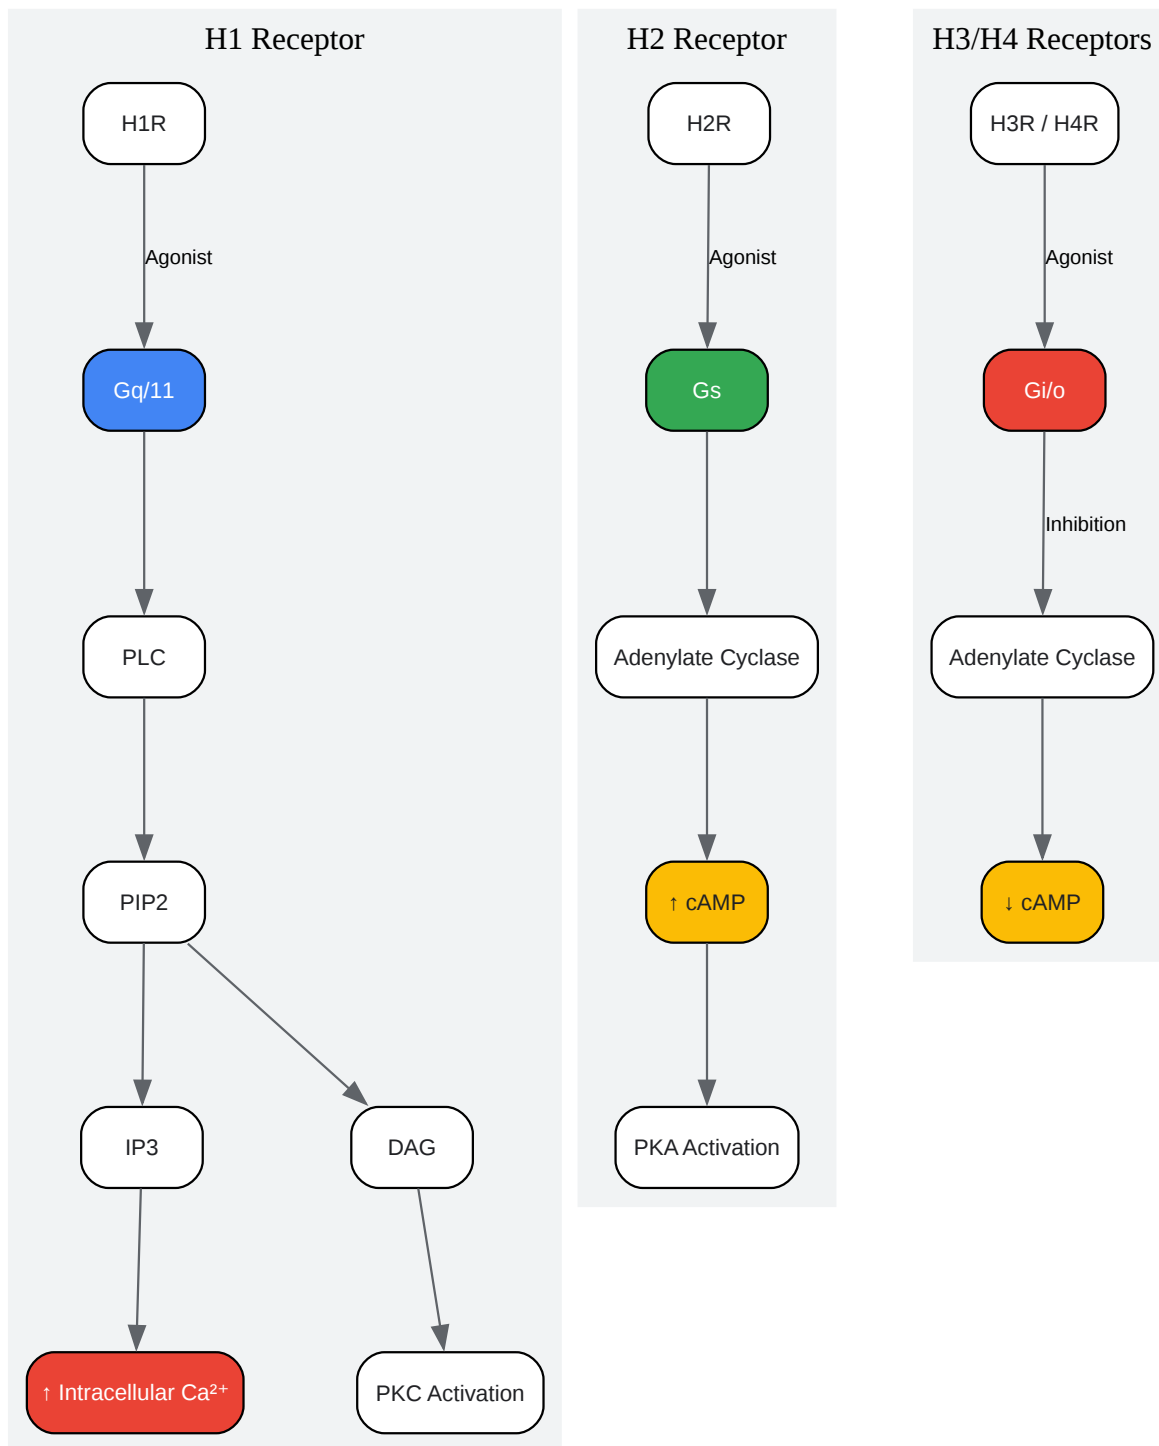 H1 Receptor
H1R
Agonist
Gq/11
PLC
PIP2
IP3
DAG
↑ Intracellular Ca²⁺
PKC Activation
H2 Receptor
H2R
Agonist
Gs
Adenylate Cyclase
↑ cAMP
PKA Activation
H3/H4 Receptors
H3R / H4R
Agonist
Gi/o
Inhibition
Adenylate Cyclase
↓ cAMP